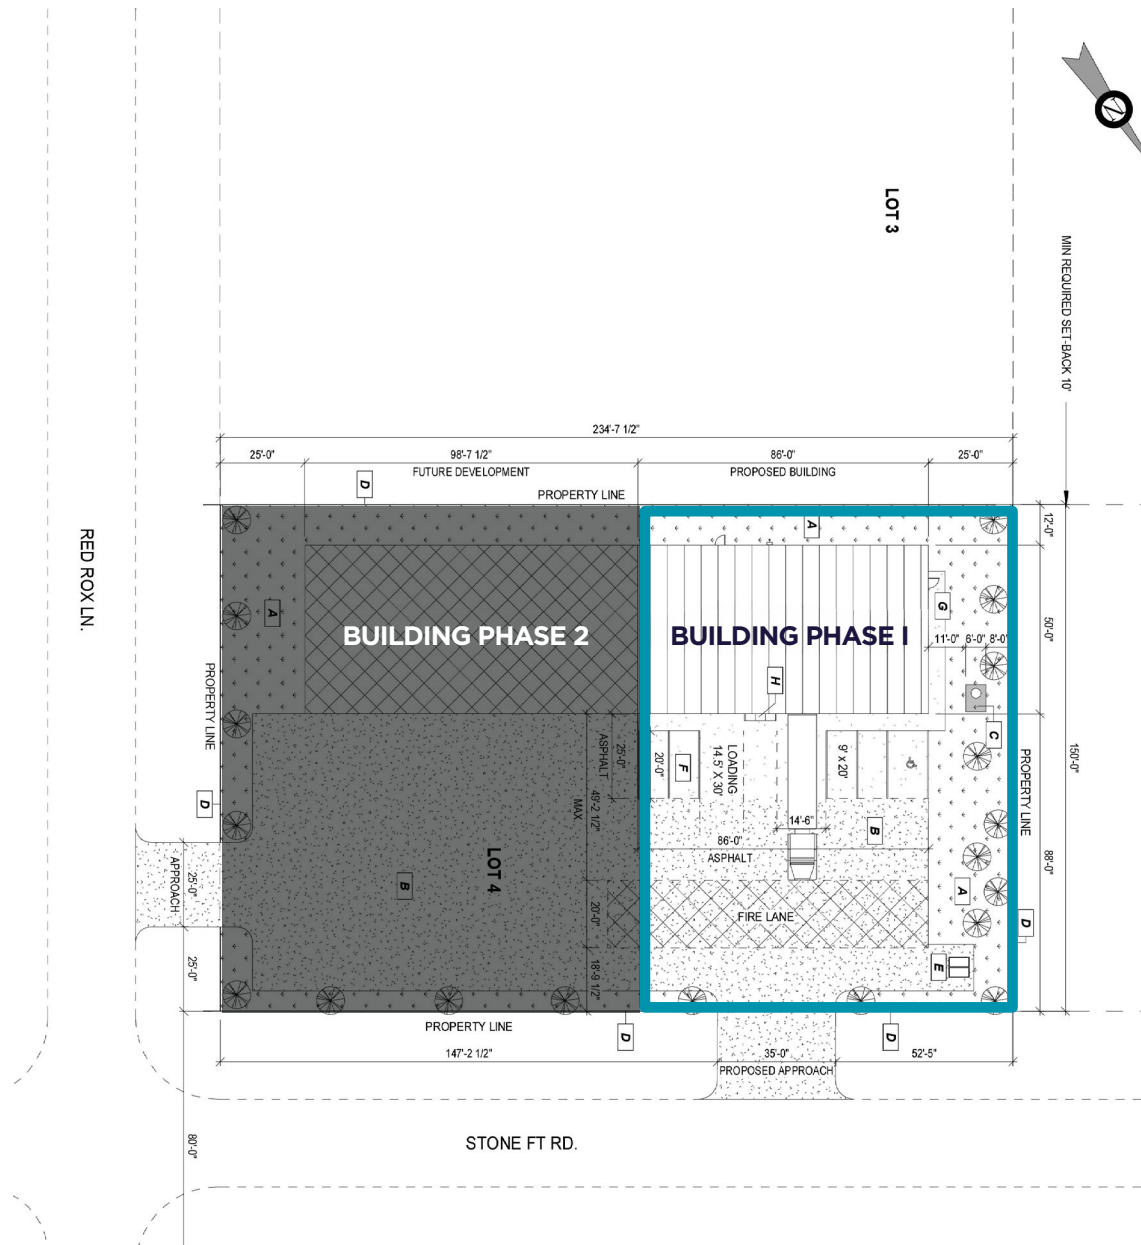 N
LOT 3
MIN REQUIRED SET-BACK 10'
234'-7 1/2"
25'-0"
98'-7 1/2"
86'-0"
25'-0"
FUTURE DEVELOPMENT
PROPOSED BUILDING
D
PROPERTY LINE
A
12'-0"
RED ROX LN.
A
BUILDING PHASE 2
BUILDING PHASE I
G
50'-0"
11'-0"
6'-0"
8'-0"
H
C
PROPERTY LINE
PROPERTY LINE
150'-0"
ASPHALT
25'-0"
20'-0"
F
LOADING
14.5' X 30'
9' x 20'
D
49'-2 1/2"
MAX.
14'-6"
B
86'-0"
ASPHALT
88'-0"
LOT 4
B
A
25'-0"
APPROACH
20'-0"
FIRE LANE
D
25'-0"
18'-9 1/2"
E
PROPERTY LINE
D
D
147'-2 1/2"
35'-0"
52'-5"
PROPOSED APPROACH
80'-0"
STONE FT RD.